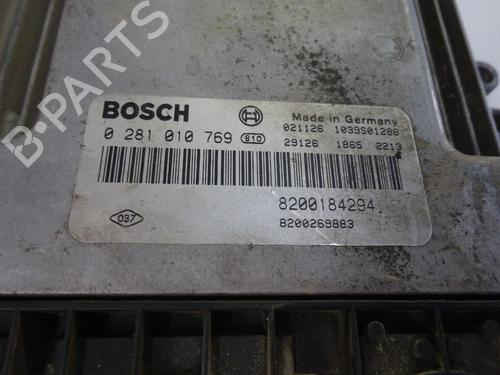 BOSCH
Made in Germany
0 281 010 769 810
021126 1039S01286
29126 1865 2213
8200184294
8200269883
037
B-PARTS